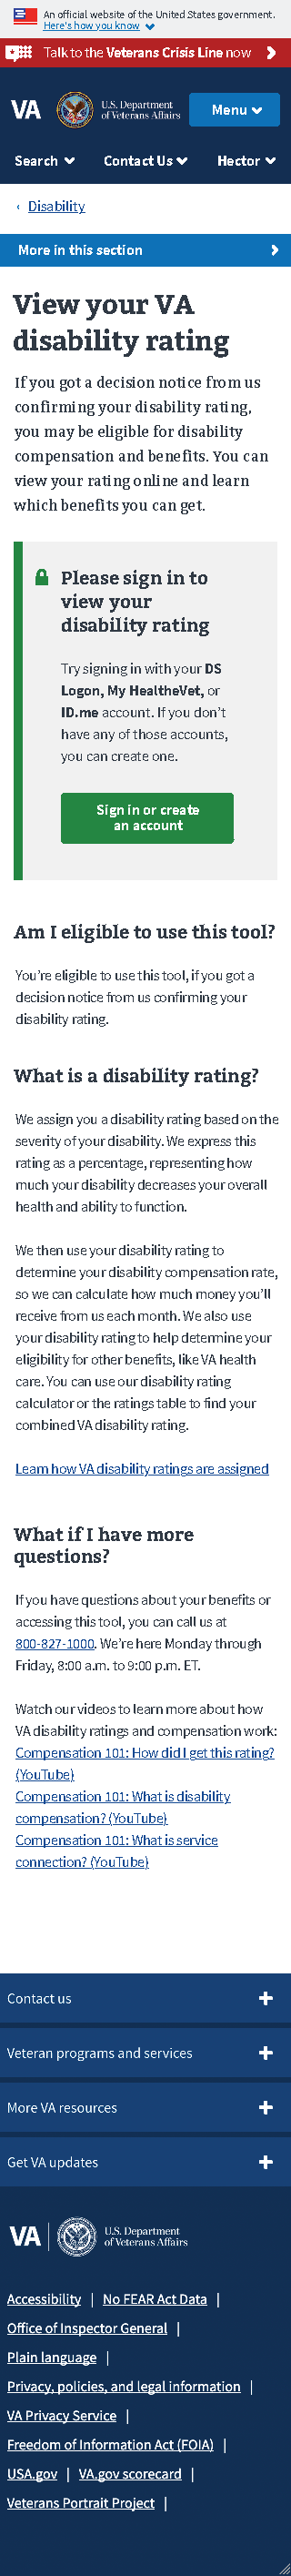 An official website of the United States government.
Here's how you know
Talk to the Veterans Crisis Line now
VA
U.S. Department
of Veterans Affairs
Menu
Search
Contact Us
Hector
‹ Disability
More in this section
View your VA
disability rating
If you got a decision notice from us
confirming your disability rating,
you may be eligible for disability
compensation and benefits. You can
view your rating online and learn
which benefits you can get.
Please sign in to
view your
disability rating
Try signing in with your DS
Logon, My HealtheVet, or
ID.me account. If you don't
have any of those accounts,
you can create one.
Sign in or create
an account
Am I eligible to use this tool?
You're eligible to use this tool, if you got a
decision notice from us confirming your
disability rating.
What is a disability rating?
We assign you a disability rating based on the
severity of your disability. We express this
rating as a percentage, representing how
much your disability decreases your overall
health and ability to function.
We then use your disability rating to
determine your disability compensation rate,
so we can calculate how much money you'll
receive from us each month. We also use
your disability rating to help determine your
eligibility for other benefits, like VA health
care. You can use our disability rating
calculator or the ratings table to find your
combined VA disability rating.
Learn how VA disability ratings are assigned
What if I have more
questions?
If you have questions about your benefits or
accessing this tool, you can call us at
800-827-1000. We're here Monday through
Friday, 8:00 a.m. to 9:00 p.m. ET.
Watch our videos to learn more about how
VA disability ratings and compensation work:
Compensation 101: How did I get this rating?
(YouTube)
Compensation 101: What is disability
compensation? (YouTube)
Compensation 101: What is service
connection? (YouTube)
Contact us
Veteran programs and services
More VA resources
Get VA updates
VA
U.S. Department
of Veterans Affairs
Accessibility | No FEAR Act Data |
Office of Inspector General |
Plain language |
Privacy, policies, and legal information |
VA Privacy Service |
Freedom of Information Act (FOIA) |
USA.gov | VA.gov scorecard |
Veterans Portrait Project |